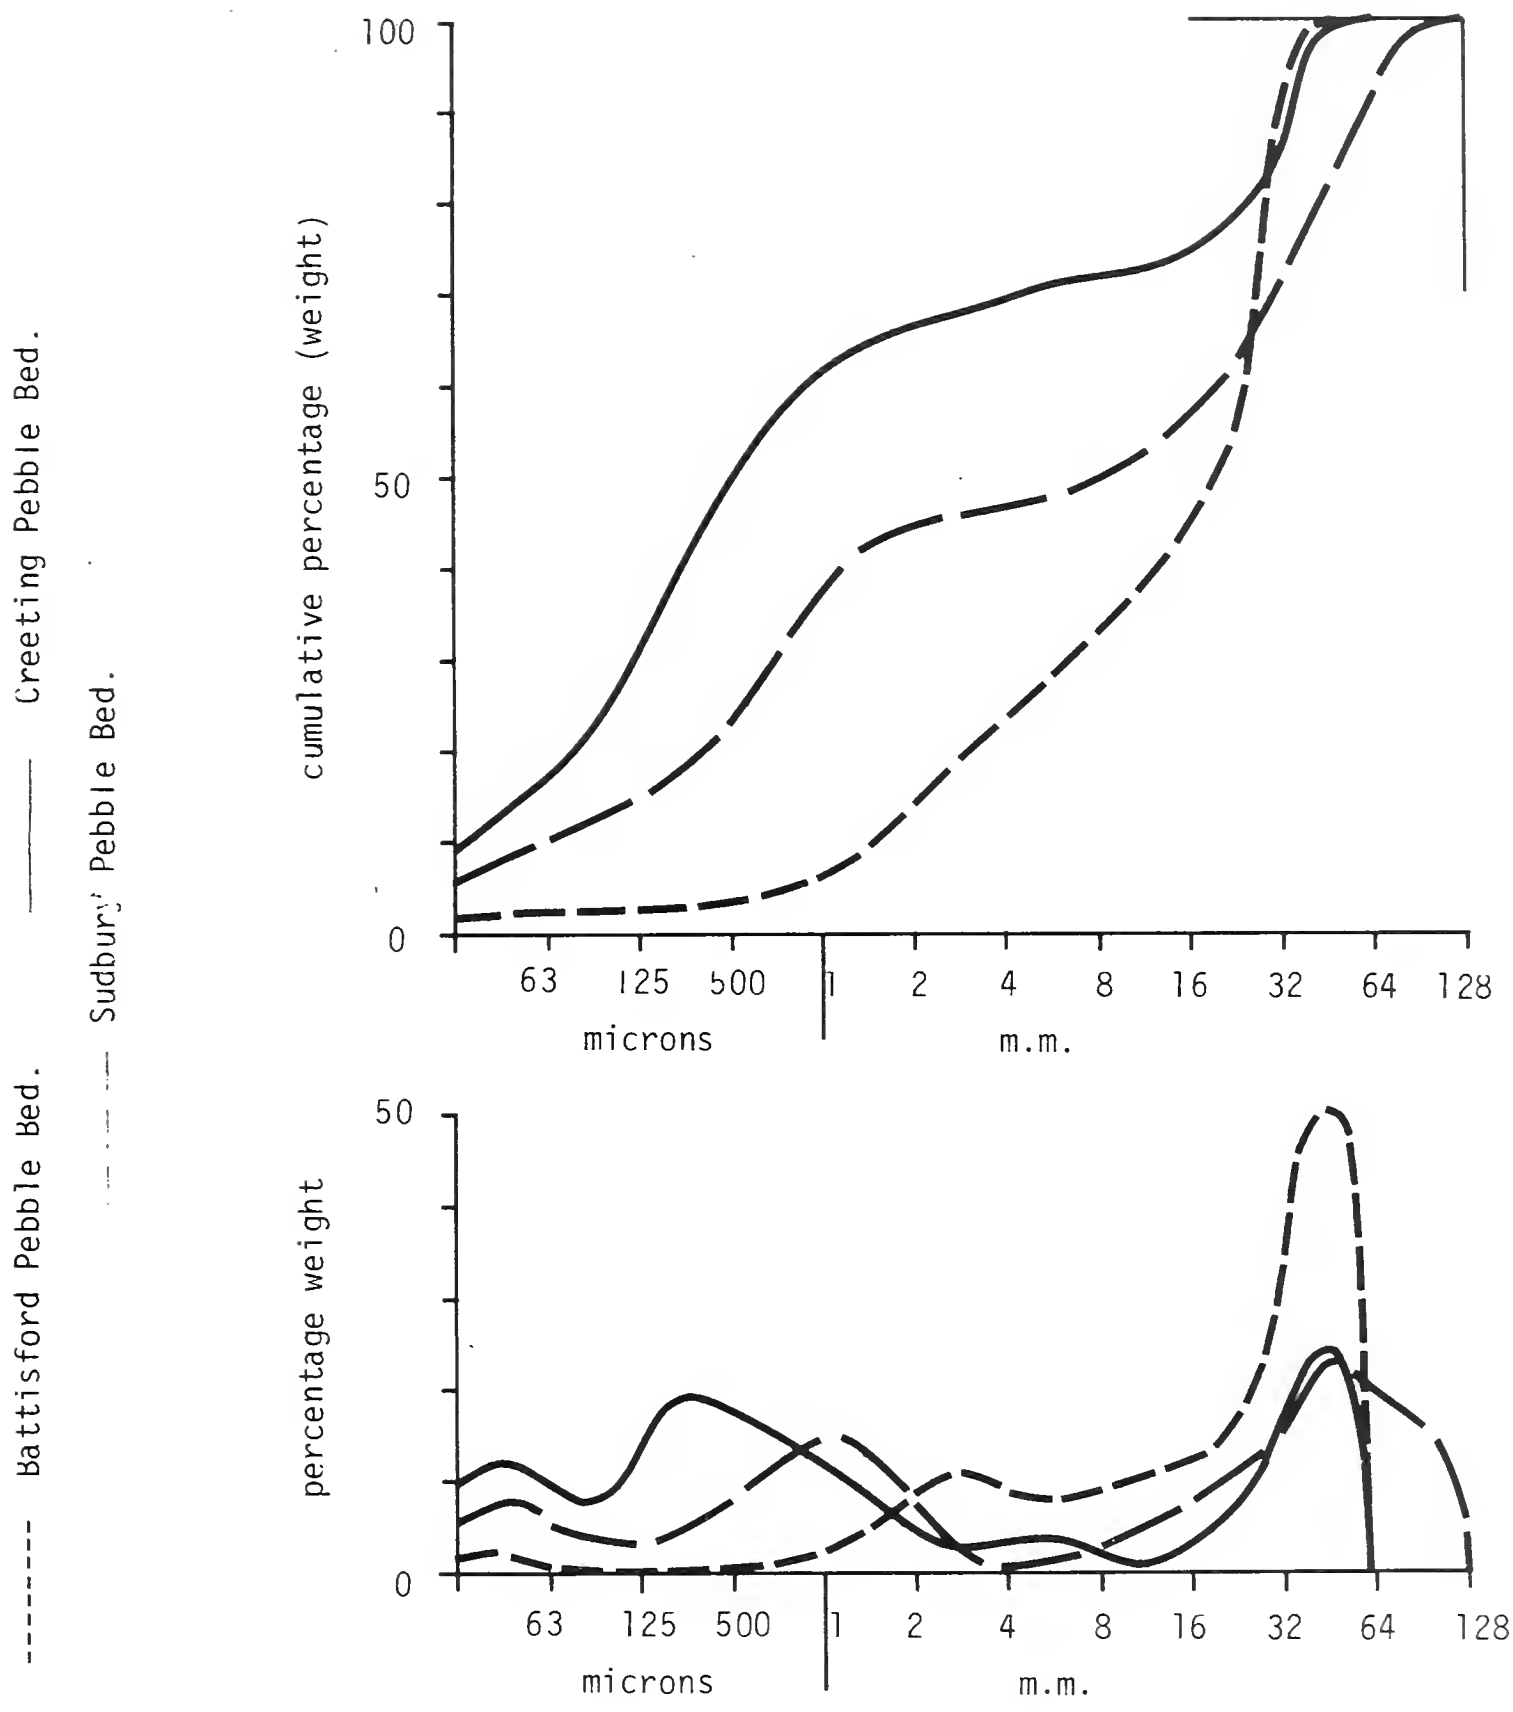 Creeting Pebble Bed.
Sudbury Pebble Bed.
Battisford Pebble Bed.
cumulative percentage (weight)
100
50
0
63 125 500 1 2 4 8 16 32 64 128
microns m.m.
percentage weight
50
0
63 125 500 1 2 4 8 16 32 64 128
microns m.m.